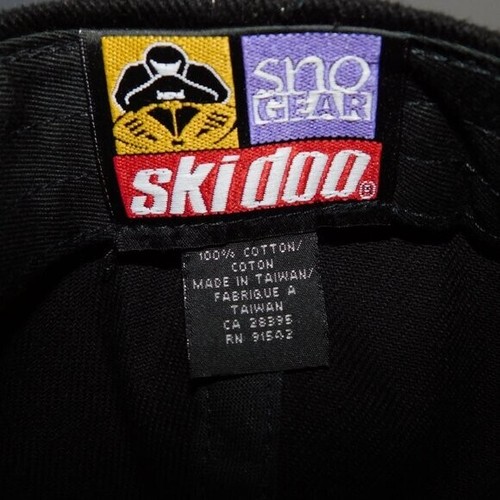 sno
GEAR
ski doo®
100% COTTON/
COTON
MADE IN TAIWAN/
FABRIQUE A
TAIWAN
CA 28395
RN 91542